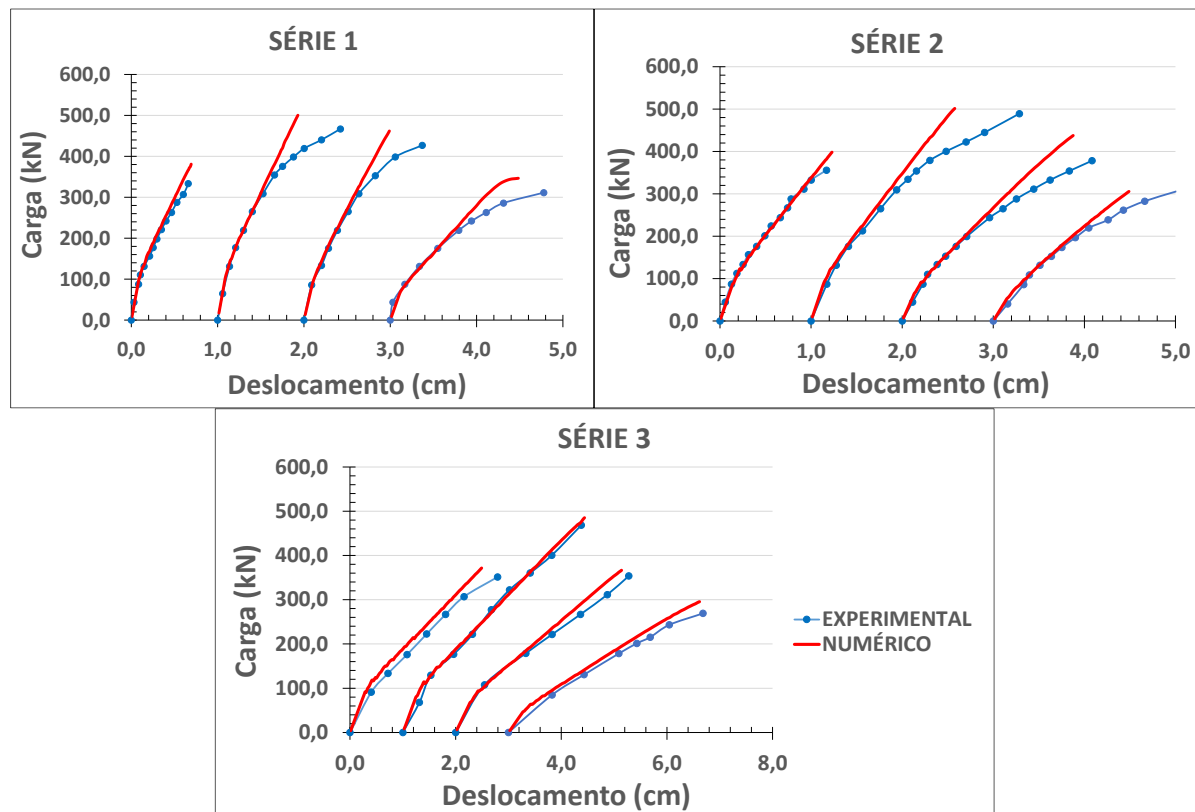 SÉRIE 1
600,0
500,0
400,0
300,0
200,0
100,0
0,0
Carga (kN)
0,0 1,0 2,0 3,0 4,0 5,0
Deslocamento (cm)
SÉRIE 2
600,0
500,0
400,0
300,0
200,0
100,0
0,0
Carga (kN)
0,0 1,0 2,0 3,0 4,0 5,0
Deslocamento (cm)
SÉRIE 3
600,0
500,0
400,0
300,0
200,0
100,0
0,0
Carga (kN)
0,0 2,0 4,0 6,0 8,0
Deslocamento (cm)
EXPERIMENTAL
NUMÉRICO